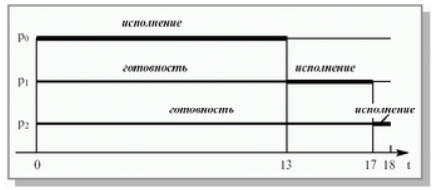 исполнение
p0
готовность
исполнение
p1
готовность
исполнение
p2
0 13 17 18 t